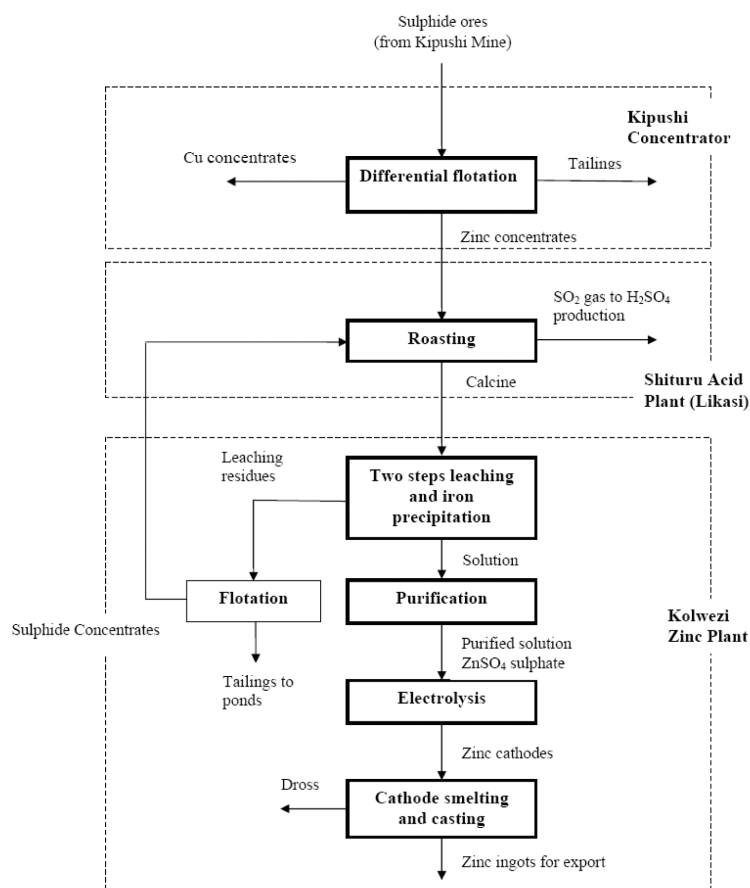 Sulphide ores
(from Kipushi Mine)
Kipushi
Concentrator
Cu concentrates
Differential flotation
Tailings
Zinc concentrates
SO₂ gas to H₂SO₄
production
Roasting
Calcine
Shituru Acid
Plant (Likasi)
Leaching
residues
Two steps leaching
and iron
precipitation
Solution
Flotation
Purification
Kolwezi
Zinc Plant
Sulphide Concentrates
Purified solution
ZnSO₄ sulphate
Tailings to
ponds
Electrolysis
Zinc cathodes
Dross
Cathode smelting
and casting
Zinc ingots for export